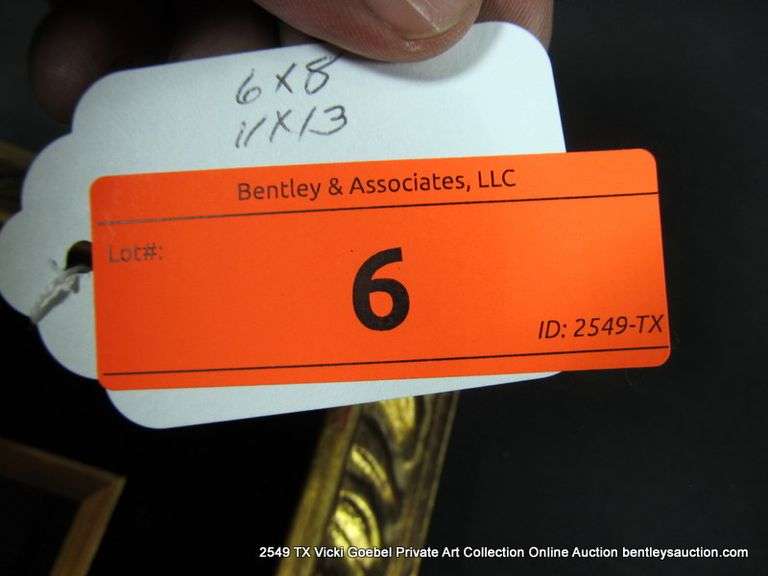 6X8
11X13
Bentley & Associates, LLC
Lot#:
6
ID: 2549-TX
2549 TX Vicki Goebel Private Art Collection Online Auction bentleysauction.com